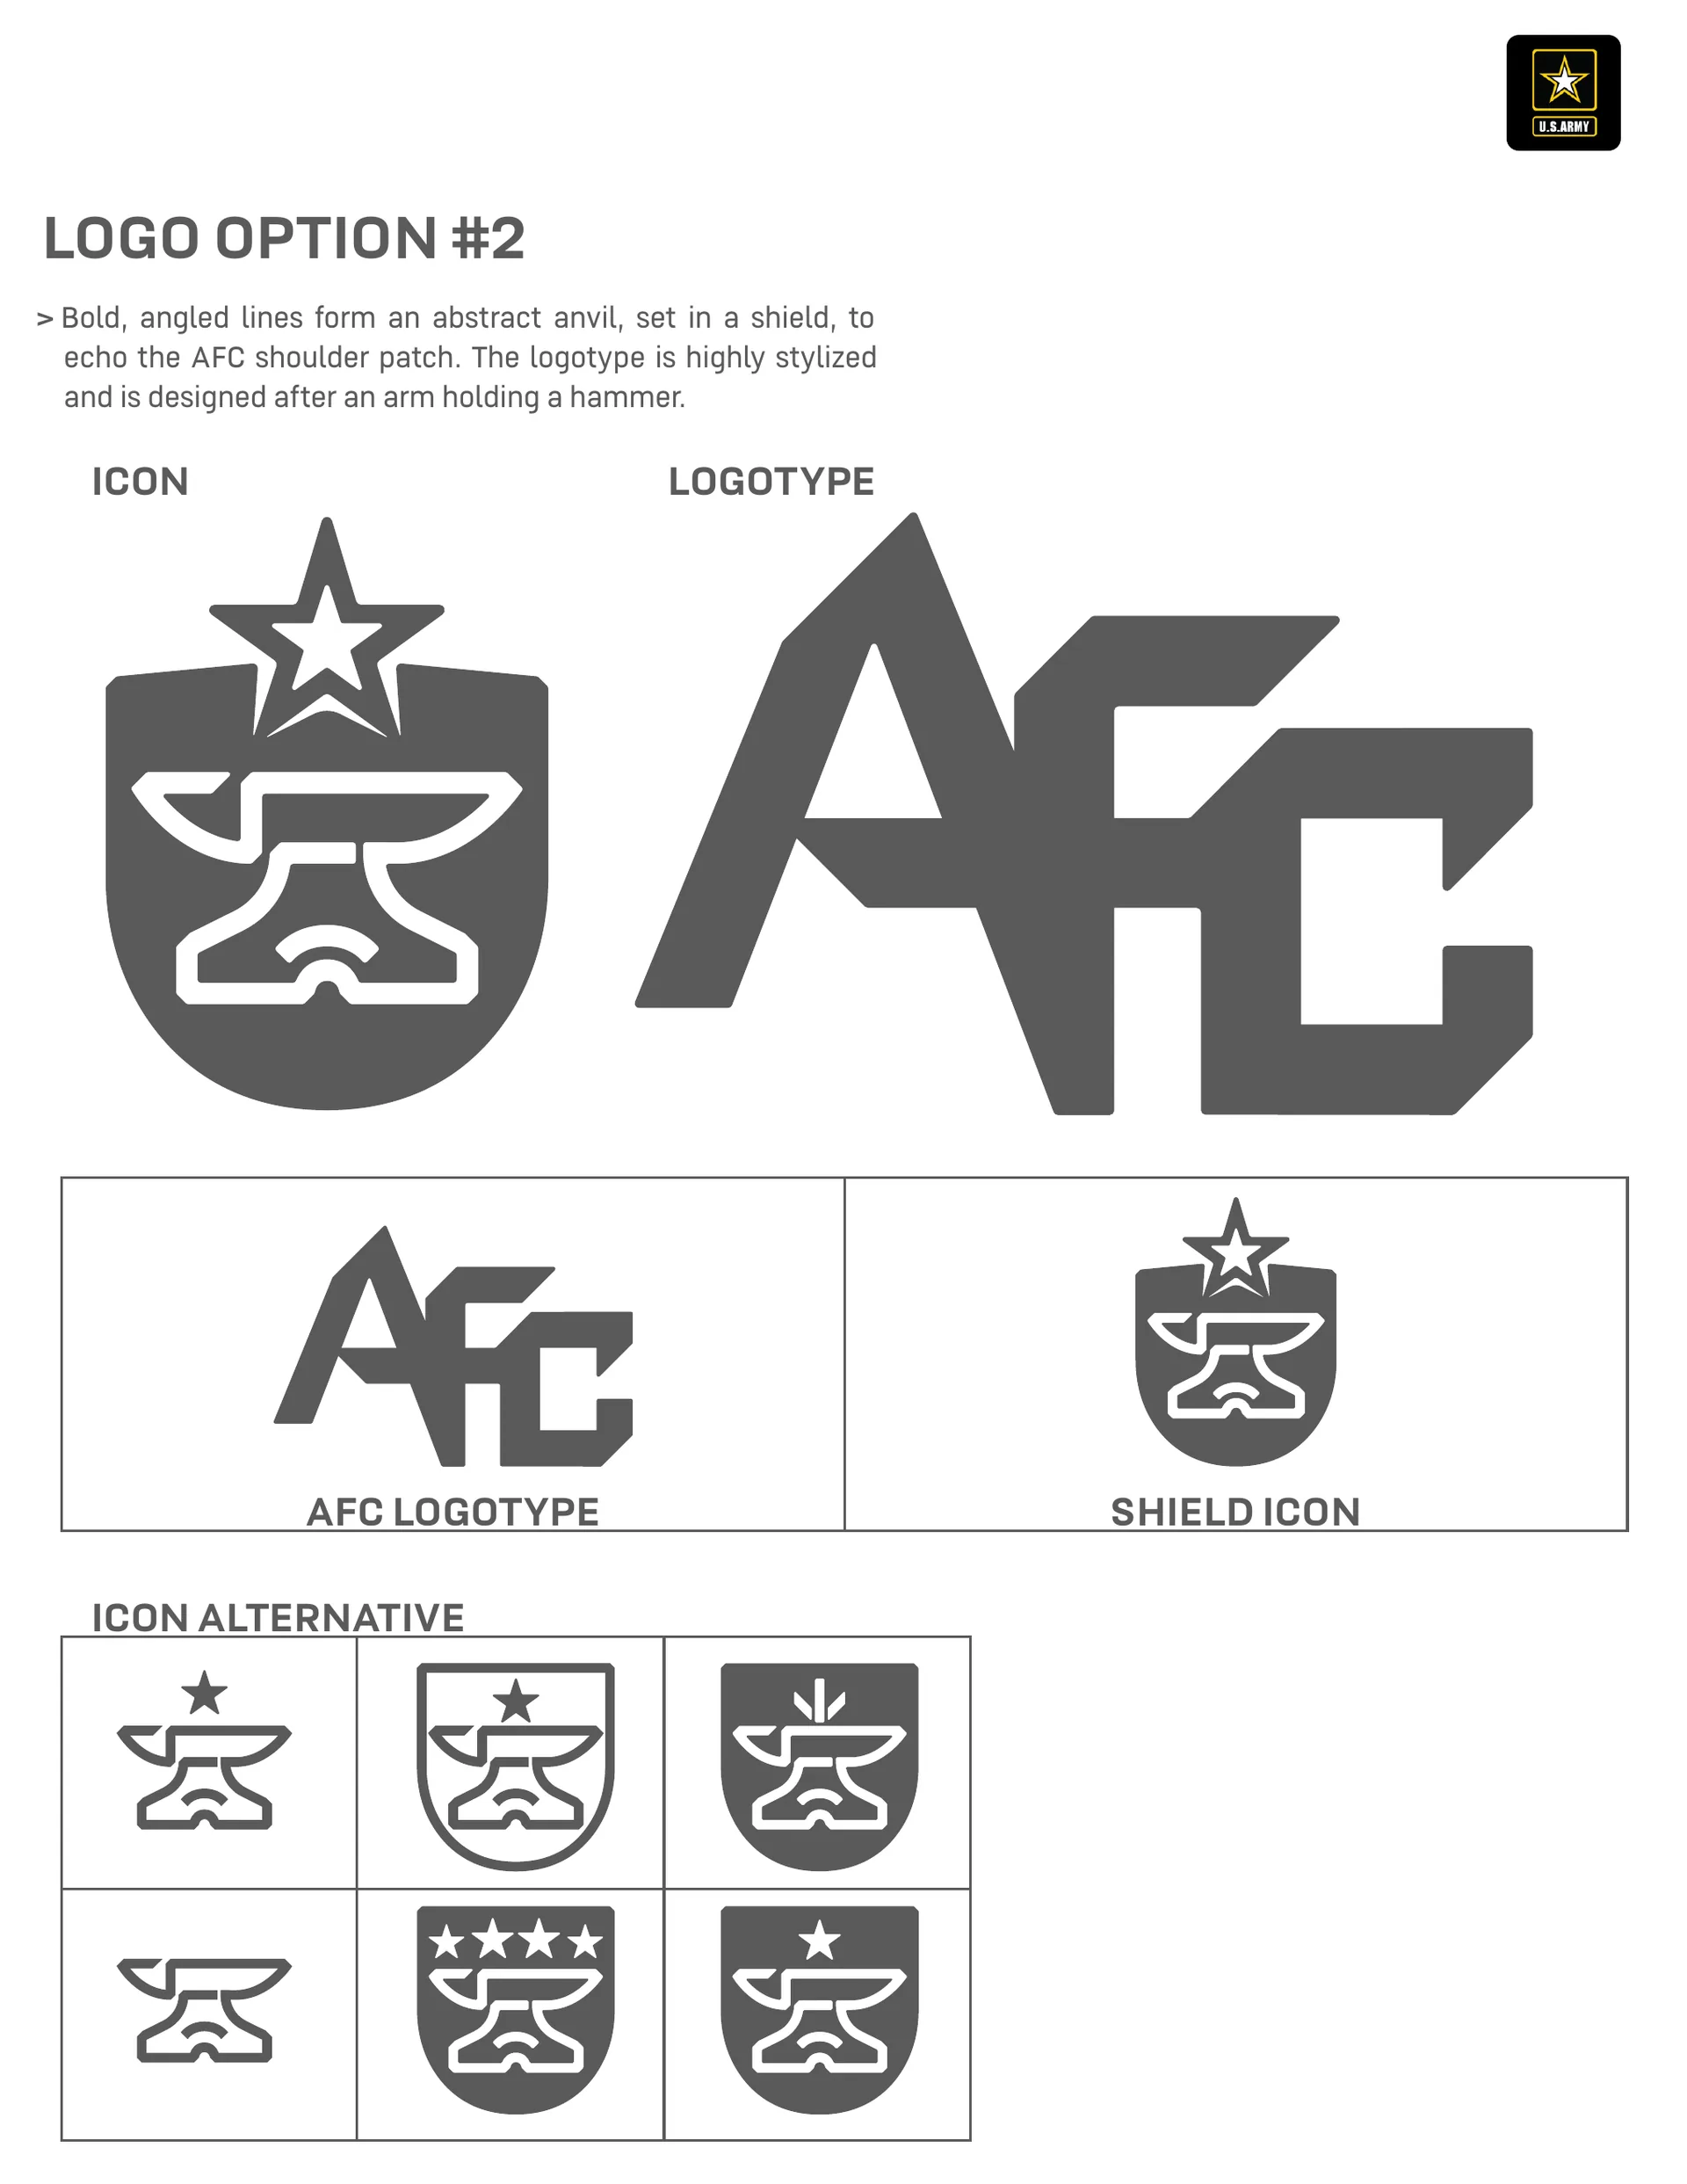 U.S.ARMY
LOGO OPTION #2
> Bold, angled lines form an abstract anvil, set in a shield, to
echo the AFC shoulder patch. The logotype is highly stylized
and is designed after an arm holding a hammer.
ICON
LOGOTYPE
AFC
AFC
AFC LOGOTYPE
SHIELD ICON
ICON ALTERNATIVE